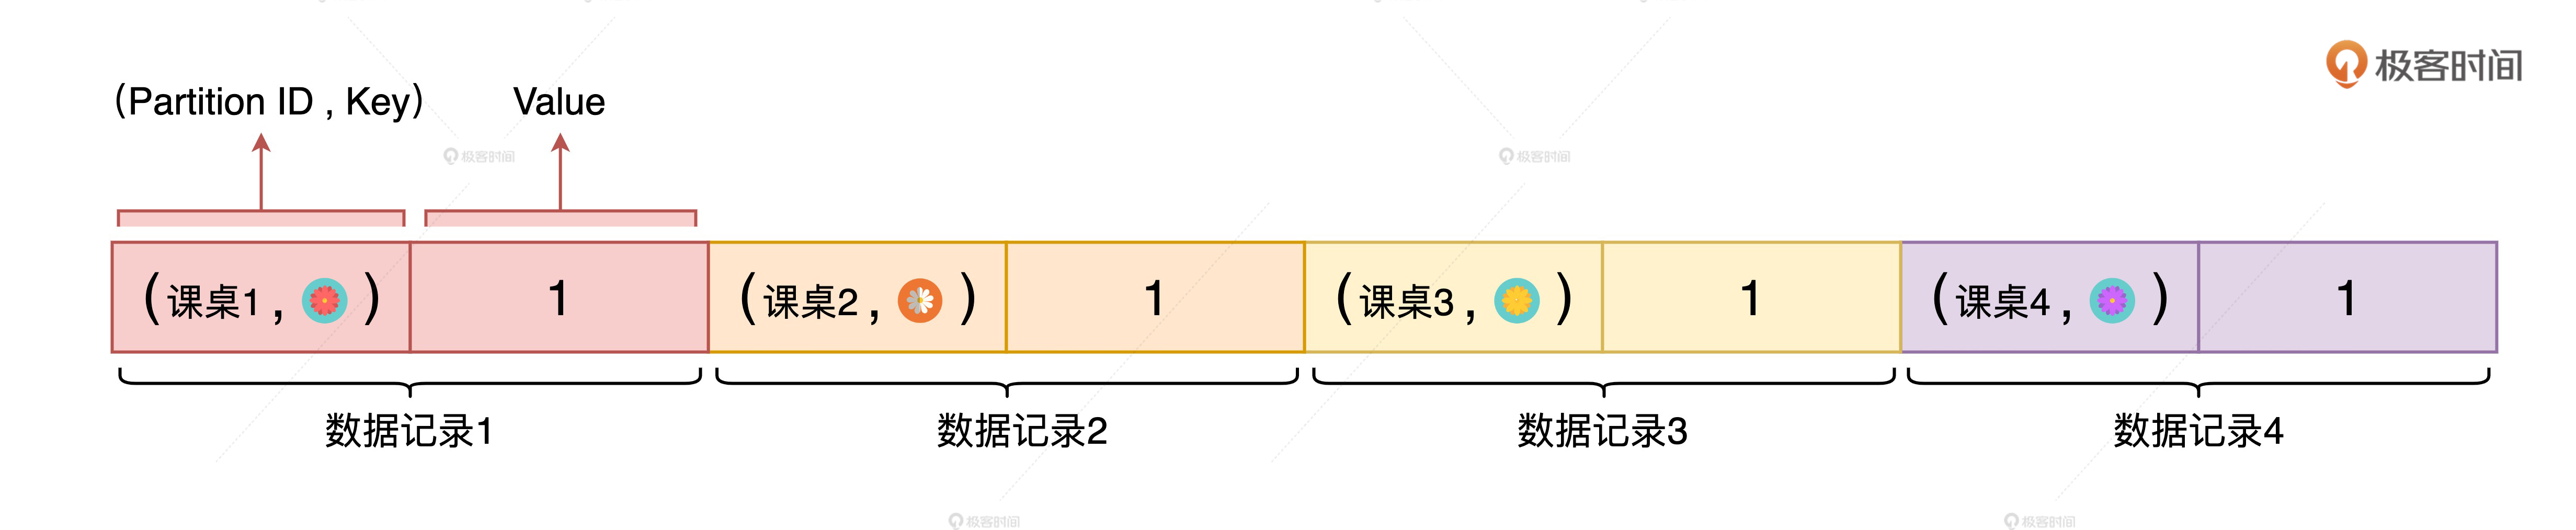 极客时间
(Partition ID , Key) Value
极客时间 极客时间
(课桌1, ) 1 (课桌2, ) 1 (课桌3, ) 1 (课桌4, ) 1
数据记录1 数据记录2 数据记录3 数据记录4
极客时间 极客时间